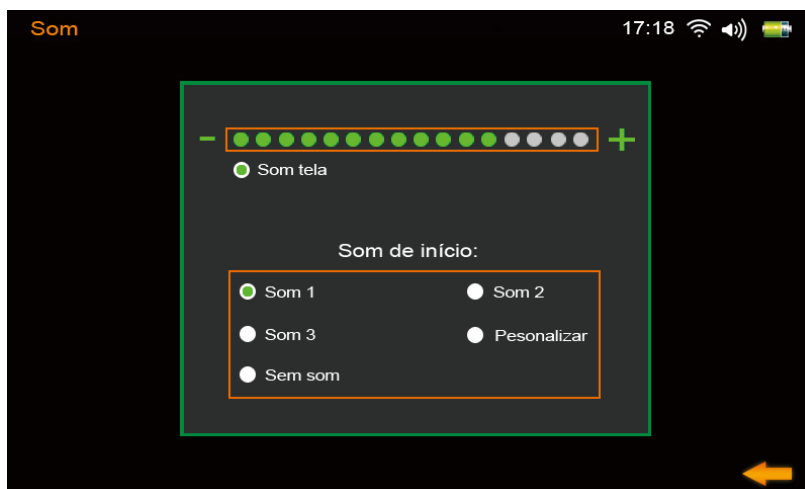 Som 17:18
Som tela
Som de início:
Som 1 Som 2
Som 3 Pesonalizar
Sem som